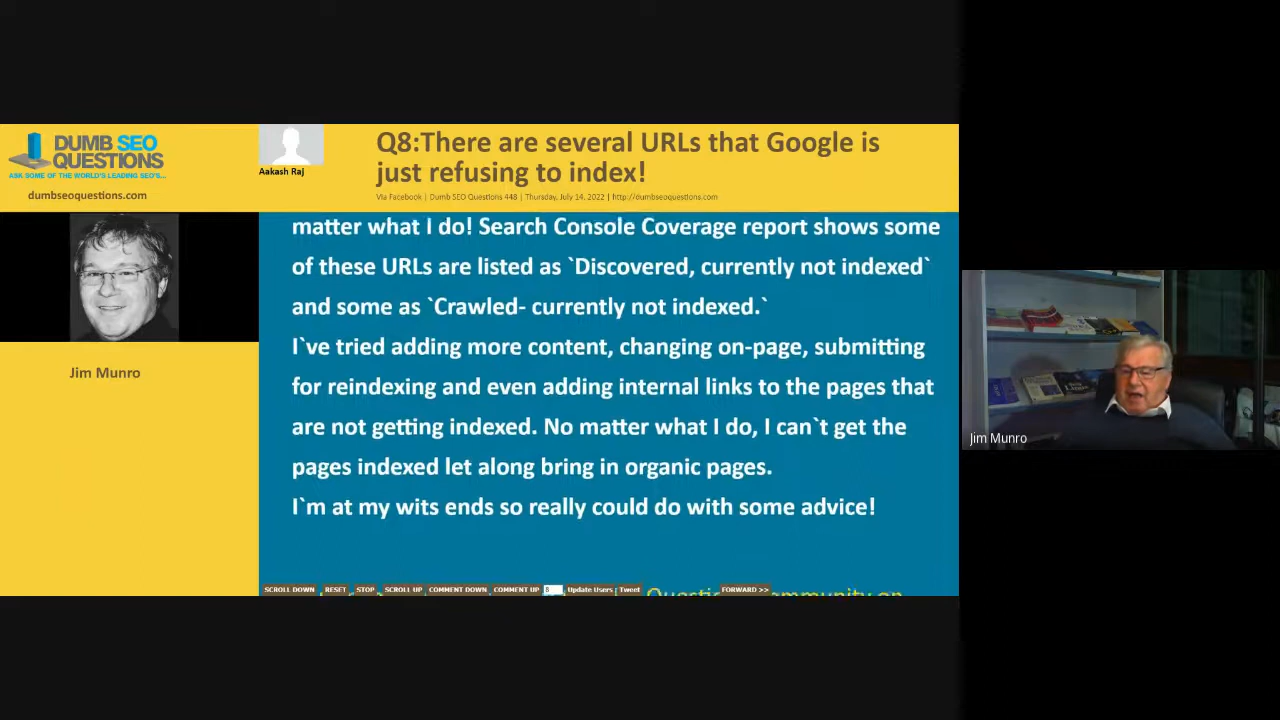 DUMB SEO
QUESTIONS
ASK SOME OF THE WORLD'S LEADING SEO'S...
dumbseoquestions.com
Aakash Raj
Q8:There are several URLs that Google is
just refusing to index!
Via Facebook | Dumb SEO Questions 448 | Thursday, July 14, 2022 | http://dumbseoquestions.com
Jim Munro
matter what I do! Search Console Coverage report shows some
of these URLs are listed as `Discovered, currently not indexed`
and some as `Crawled- currently not indexed.`
I`ve tried adding more content, changing on-page, submitting
for reindexing and even adding internal links to the pages that
are not getting indexed. No matter what I do, I can`t get the
pages indexed let along bring in organic pages.
I`m at my wits ends so really could do with some advice!
SCROLL DOWN RESET STOP SCROLL UP COMMENT DOWN COMMENT UP 8 Update Users Tweet FORWARD >>
Jim Munro